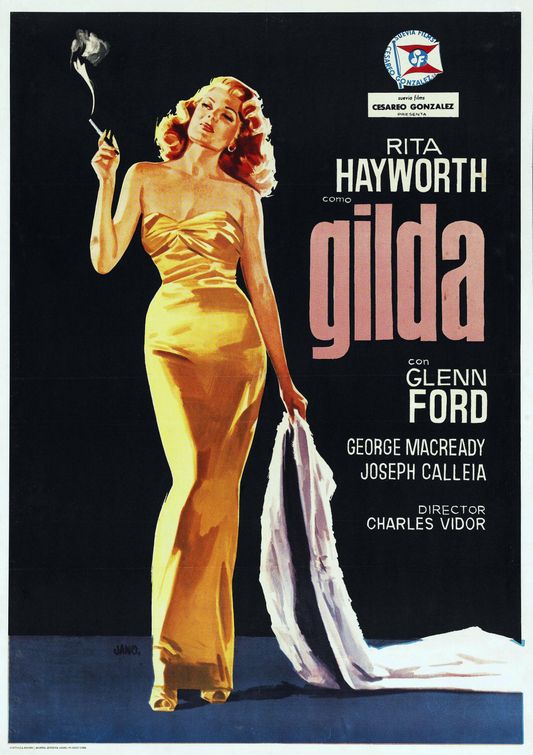 SUEVIA FILMS
CESAREO GONZALEZ
SF
suevia films
CESAREO GONZALEZ
PRESENTA
RITA
HAYWORTH
como
gilda
con
GLENN
FORD
GEORGE MACREADY
JOSEPH CALLEIA
DIRECTOR
CHARLES VIDOR
JANO.